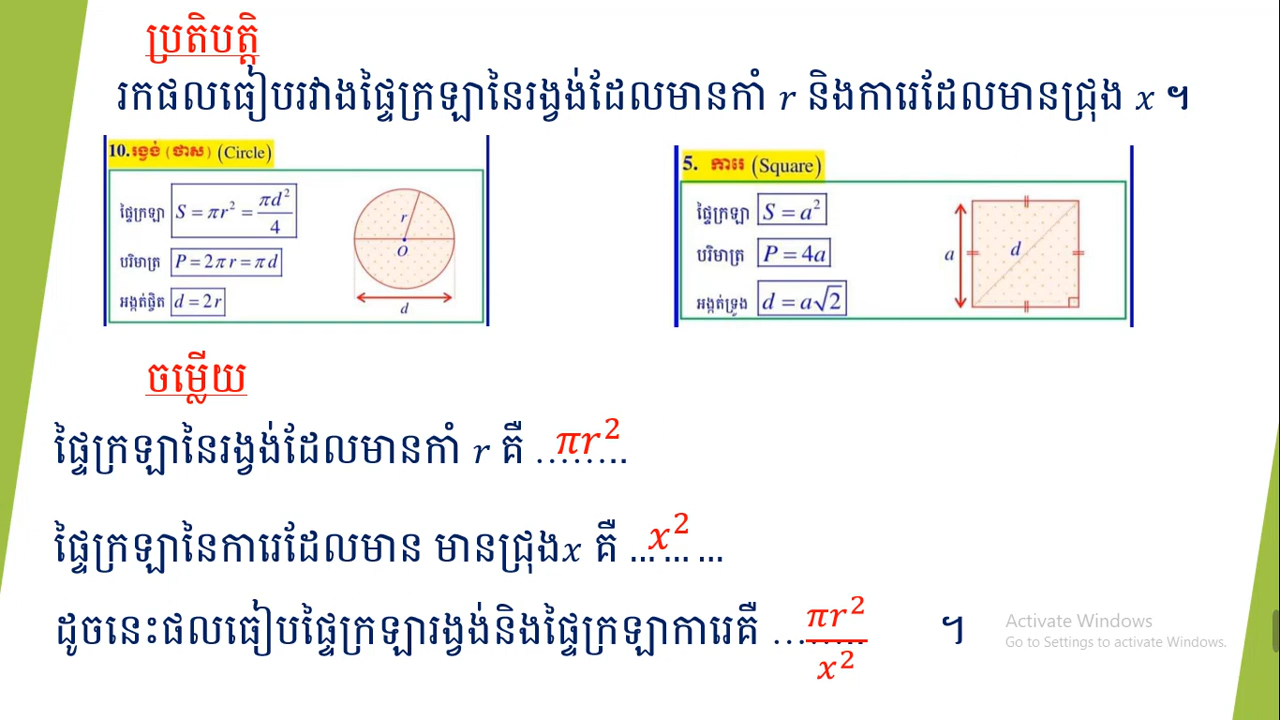 ប្រតិបត្តិ
រកផលធៀបរវាងផ្ទៃក្រឡានៃរង្វង់ដែលមានកាំ r និងការេដែលមានជ្រុង x ។
10.រង្វង់ (ថាស) (Circle)
ផ្ទៃក្រឡា S = πr² = πd²/4
បរិមាត្រ P = 2πr = πd
អង្កត់ផ្ចិត d = 2r
r
O
d
5. ការេ (Square)
ផ្ទៃក្រឡា S = a²
បរិមាត្រ P = 4a
អង្កត់ទ្រូង d = a√2
a
d
ចម្លើយ
ផ្ទៃក្រឡានៃរង្វង់ដែលមានកាំ r គឺ ........ πr²
ផ្ទៃក្រឡានៃការេដែលមាន មានជ្រុងx គឺ ... ... ... x²
ដូចនេះផលធៀបផ្ទៃក្រឡារង្វង់និងផ្ទៃក្រឡាការេគឺ ........ πr²/x² ។
Activate Windows
Go to Settings to activate Windows.